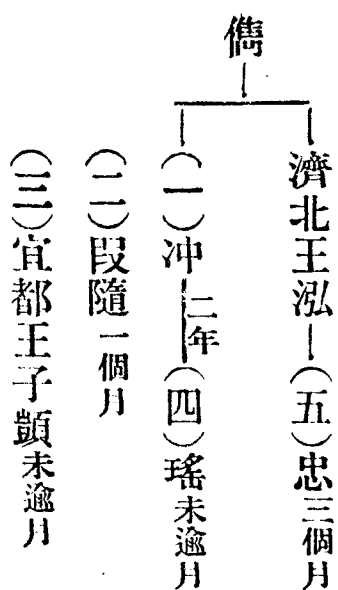 儁
濟北王泓(五)忠三個月
(一)冲二年(四)瑤未逾月
(二)段隨一個月
(三)宜都王子顗未逾月